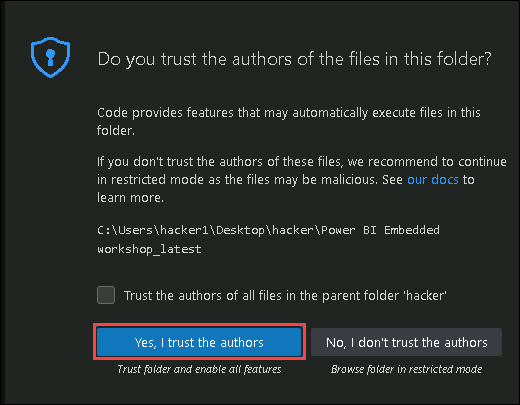 Do you trust the authors of the files in this folder?
Code provides features that may automatically execute files in this
folder.
If you don't trust the authors of these files, we recommend to continue
in restricted mode as the files may be malicious. See our docs to
learn more.
C:\Users\hacker1\Desktop\hacker\Power BI Embedded
workshop_latest
Trust the authors of all files in the parent folder 'hacker'
Yes, I trust the authors
No, I don't trust the authors
Trust folder and enable all features
Browse folder in restricted mode